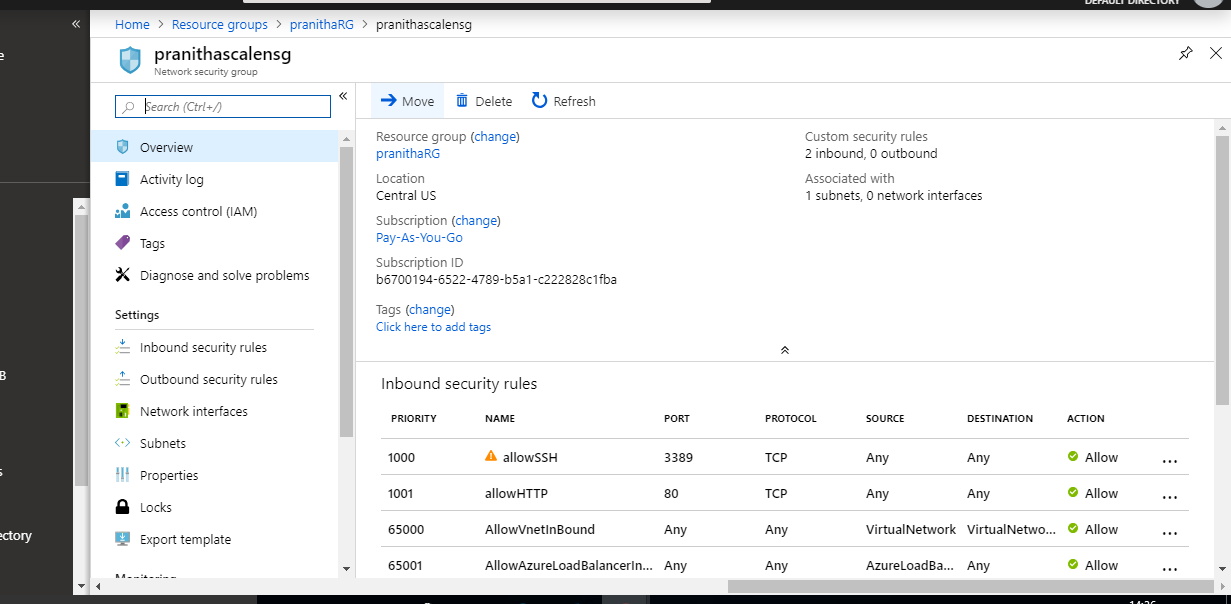 DEFAULT DIRECTORY
Home > Resource groups > pranithaRG > pranithascalensg
pranithascalensg
Network security group
Search (Ctrl+/)
Overview
Activity log
Access control (IAM)
Tags
Diagnose and solve problems
Settings
Inbound security rules
Outbound security rules
Network interfaces
Subnets
Properties
Locks
Export template
Monitoring
e
B
s
ectory
Move Delete Refresh
Resource group (change)
pranithaRG
Location
Central US
Subscription (change)
Pay-As-You-Go
Subscription ID
b6700194-6522-4789-b5a1-c222828c1fba
Tags (change)
Click here to add tags
Custom security rules
2 inbound, 0 outbound
Associated with
1 subnets, 0 network interfaces
Inbound security rules
PRIORITY NAME PORT PROTOCOL SOURCE DESTINATION ACTION
1000 allowSSH 3389 TCP Any Any Allow ...
1001 allowHTTP 80 TCP Any Any Allow ...
65000 AllowVnetInBound Any Any VirtualNetwork VirtualNetwo... Allow ...
65001 AllowAzureLoadBalancerIn... Any Any AzureLoadBa... Any Allow ...